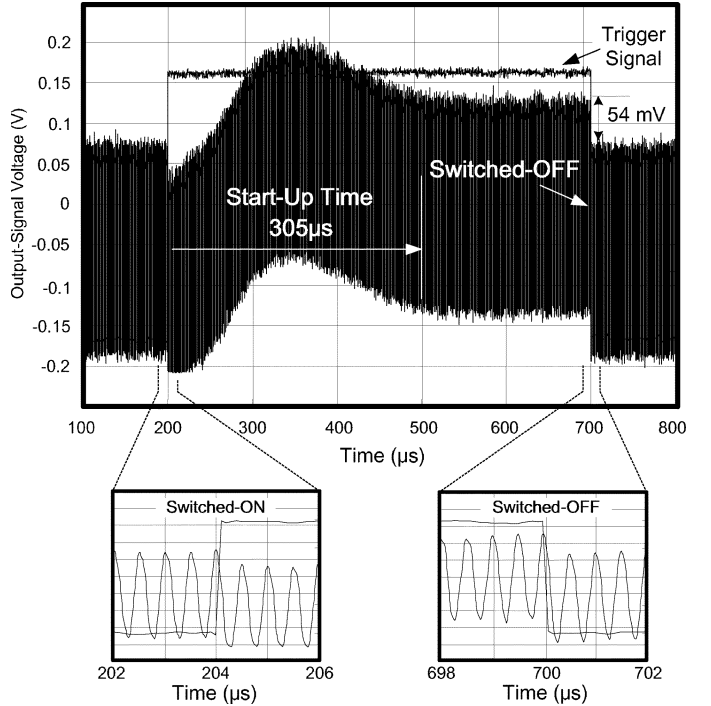 0.2
0.15
0.1
0.05
0
-0.05
-0.1
-0.15
-0.2
Output-Signal Voltage (V)
Trigger
Signal
54 mV
Switched-OFF
Start-Up Time
305µs
100 200 300 400 500 600 700 800
Time (µs)
Switched-ON
202 204 206
Time (µs)
Switched-OFF
698 700 702
Time (µs)